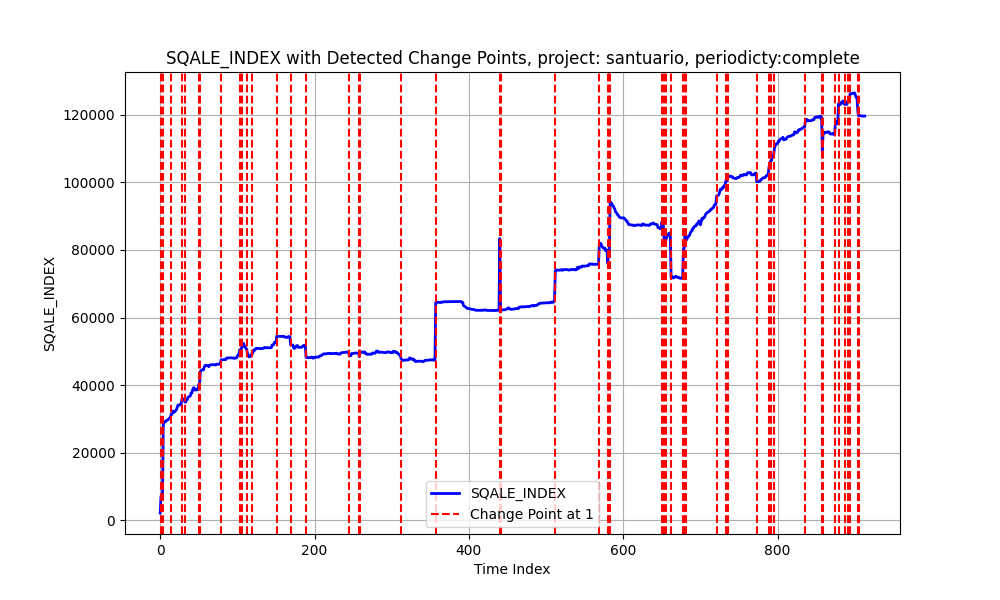 SQALE_INDEX with Detected Change Points, project: santuario, periodicty:complete
SQALE_INDEX
120000
100000
80000
60000
40000
20000
0
SQALE_INDEX
Change Point at 1
0
200
400
600
800
Time Index